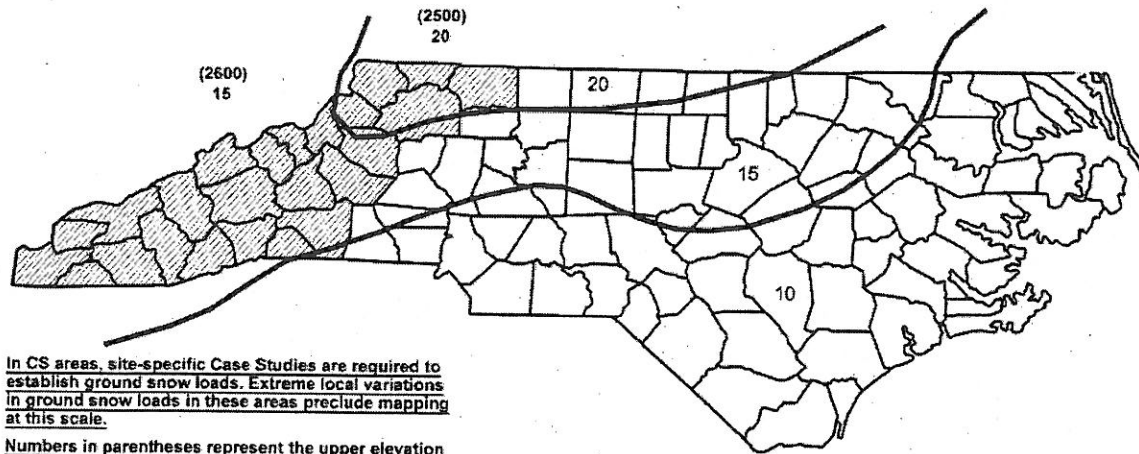 (2500)
20
(2600)
15
20
15
10
In CS areas, site-specific Case Studies are required to
establish ground snow loads. Extreme local variations
in ground snow loads in these areas preclude mapping
at this scale.
Numbers in parentheses represent the upper elevation